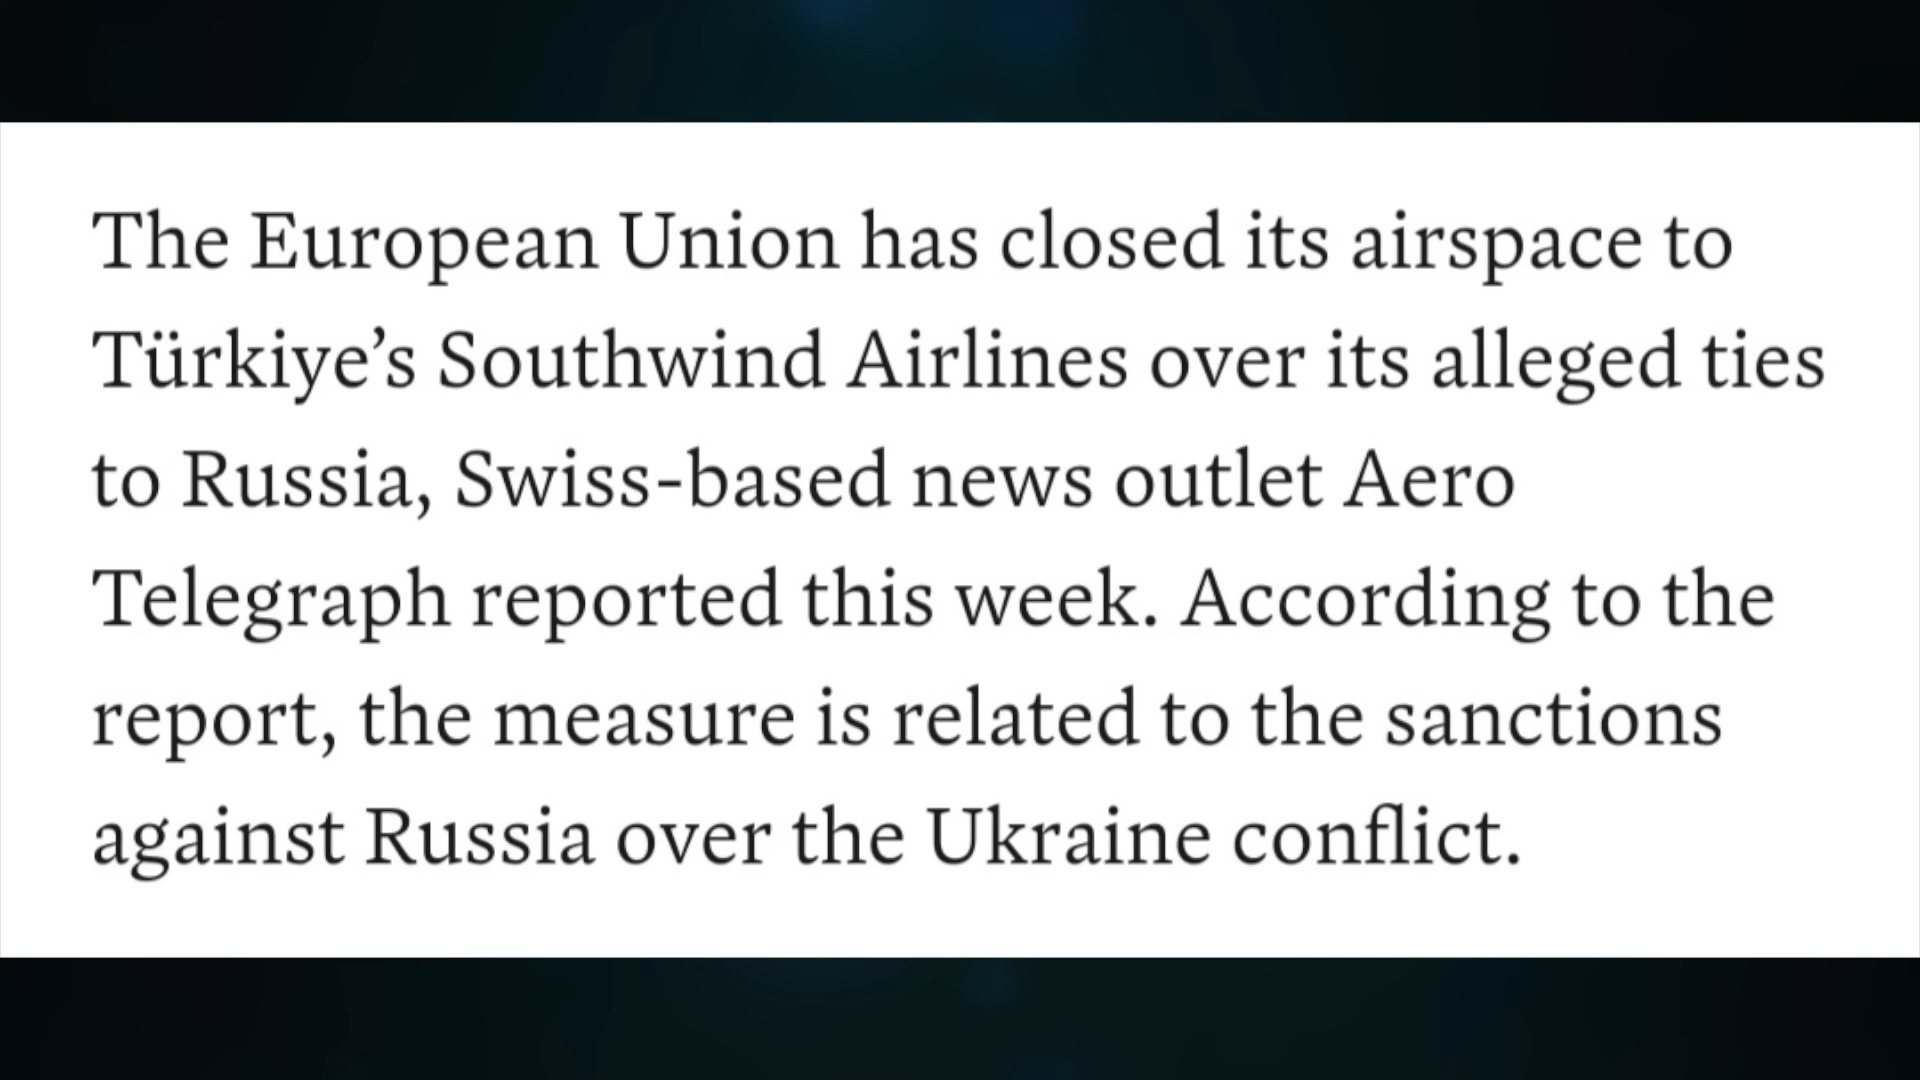 The European Union has closed its airspace to
Türkiye’s Southwind Airlines over its alleged ties
to Russia, Swiss-based news outlet Aero
Telegraph reported this week. According to the
report, the measure is related to the sanctions
against Russia over the Ukraine conflict.